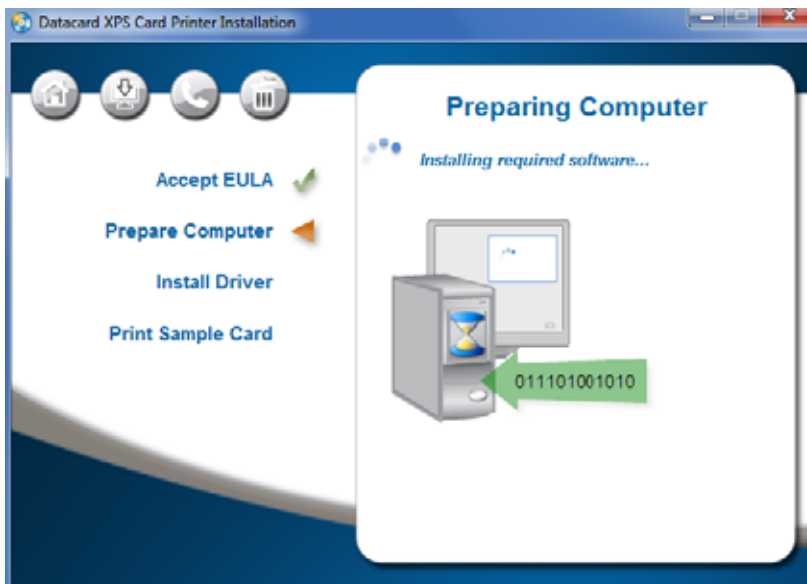 Datacard XPS Card Printer Installation
Accept EULA
Prepare Computer
Install Driver
Print Sample Card
Preparing Computer
Installing required software...
011101001010